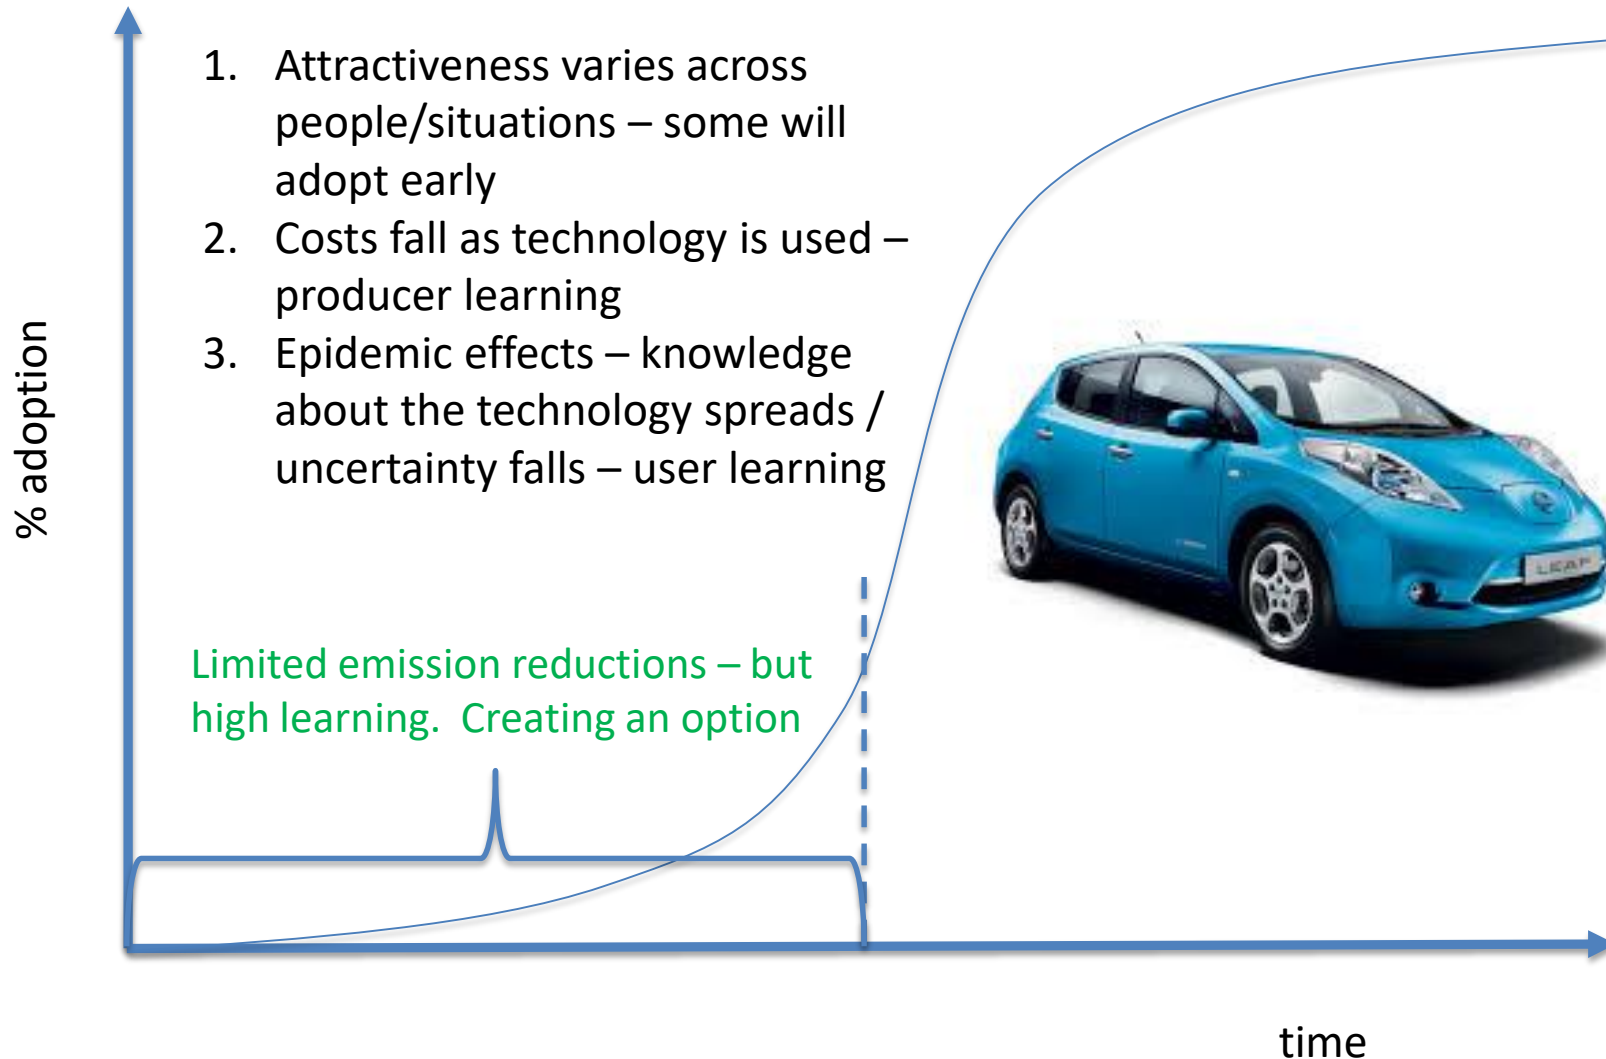 1. Attractiveness varies across
people/situations – some will
adopt early
2. Costs fall as technology is used –
producer learning
3. Epidemic effects – knowledge
about the technology spreads /
uncertainty falls – user learning
% adoption
Limited emission reductions – but
high learning.  Creating an option
LEAF
time